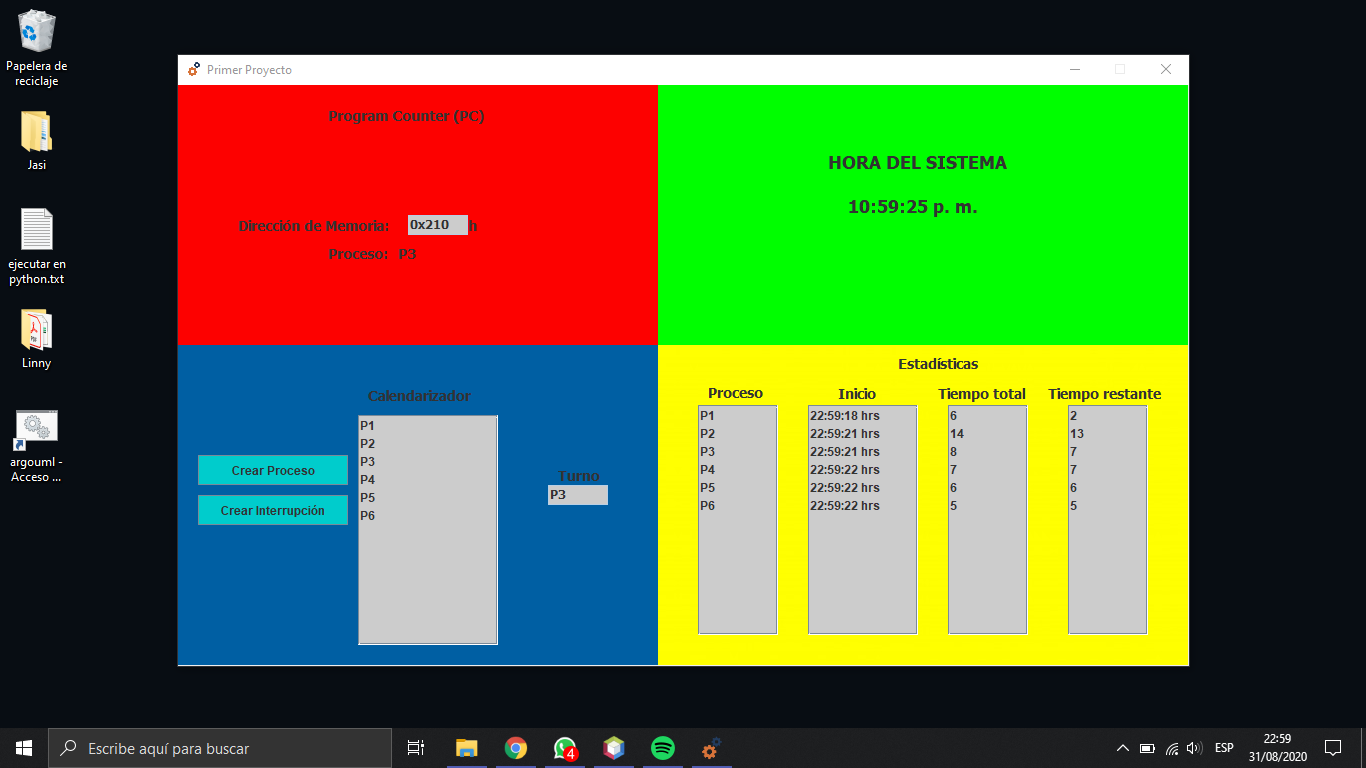 Papelera de
reciclaje
Jasi
ejecutar en
python.txt
Linny
argouml -
Acceso ...
Primer Proyecto
Program Counter (PC)
Dirección de Memoria: 0x210 h
Proceso: P3
HORA DEL SISTEMA
10:59:25 p. m.
Calendarizador
Crear Proceso
Crear Interrupción
P1
P2
P3
P4
P5
P6
Turno
P3
Estadísticas
Proceso Inicio Tiempo total Tiempo restante
P1 22:59:18 hrs 6 2
P2 22:59:21 hrs 14 13
P3 22:59:21 hrs 8 7
P4 22:59:22 hrs 7 7
P5 22:59:22 hrs 6 6
P6 22:59:22 hrs 5 5
Escribe aquí para buscar
4
ESP
22:59
31/08/2020